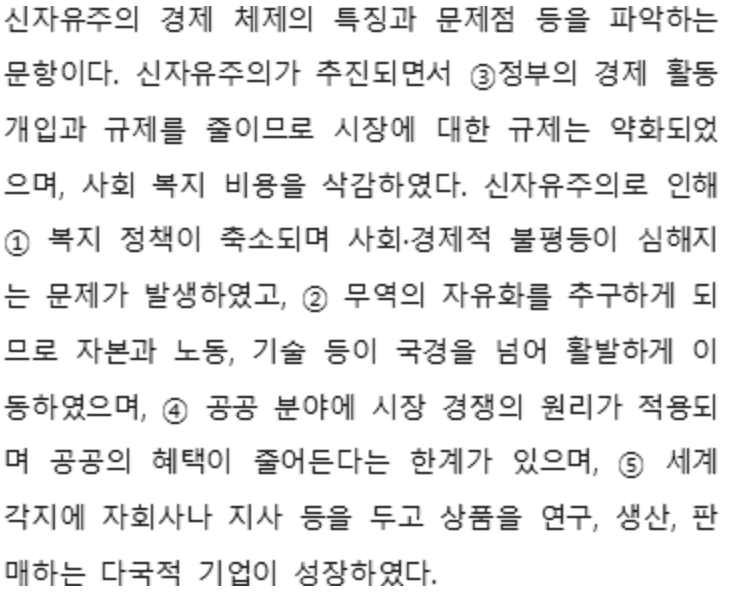 신자유주의 경제 체제의 특징과 문제점 등을 파악하는
문항이다. 신자유주의가 추진되면서 ③정부의 경제 활동
개입과 규제를 줄이므로 시장에 대한 규제는 약화되었
으며, 사회 복지 비용을 삭감하였다. 신자유주의로 인해
① 복지 정책이 축소되며 사회·경제적 불평등이 심해지
는 문제가 발생하였고, ② 무역의 자유화를 추구하게 되
므로 자본과 노동, 기술 등이 국경을 넘어 활발하게 이
동하였으며, ④ 공공 분야에 시장 경쟁의 원리가 적용되
며 공공의 혜택이 줄어든다는 한계가 있으며, ⑤ 세계
각지에 자회사나 지사 등을 두고 상품을 연구, 생산, 판
매하는 다국적 기업이 성장하였다.